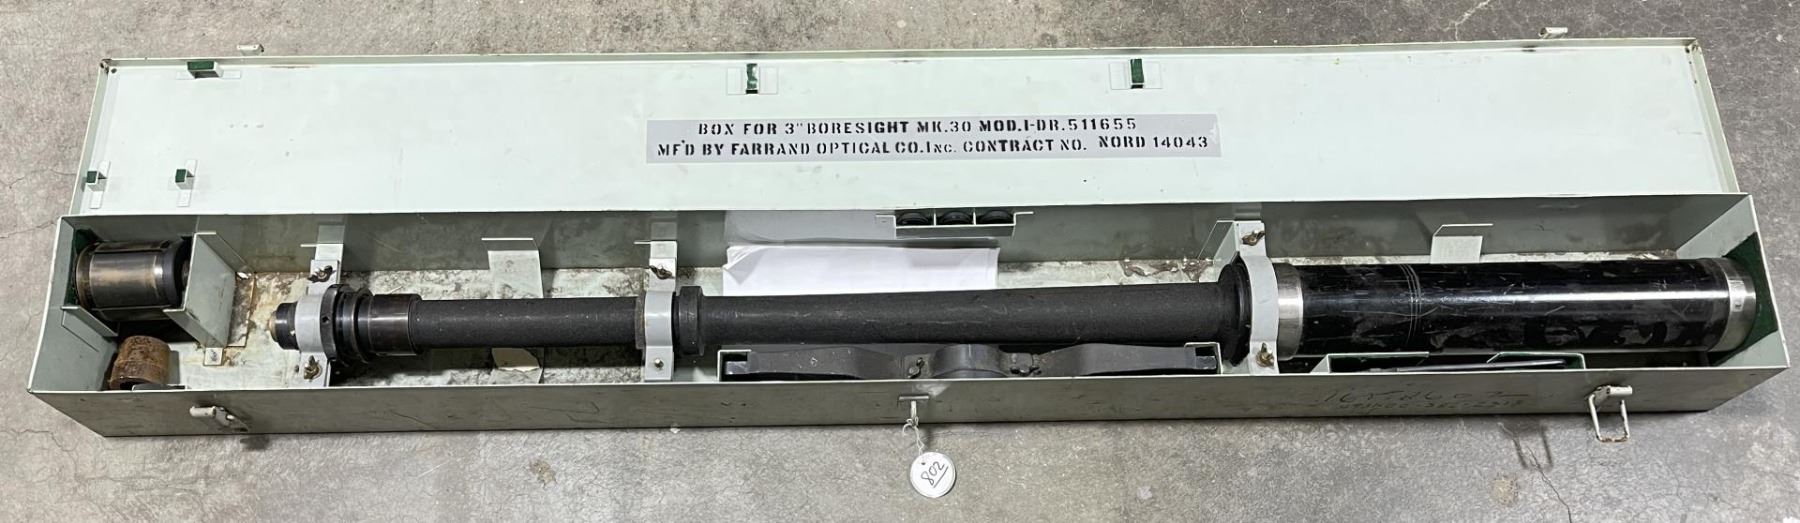 BOX FOR 3" BORESIGHT MK.30 MOD.1-DR.511655
MF'D BY FARRAND OPTICAL CO.INC. CONTRACT NO. NORD 14043
802